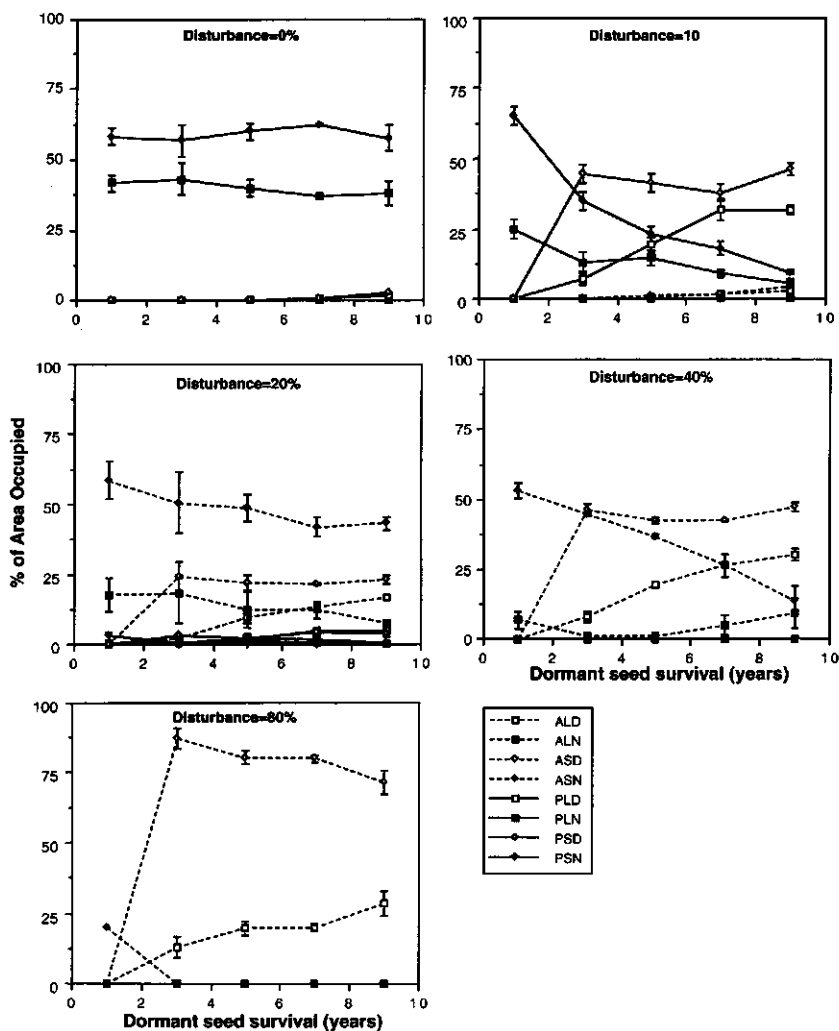 Disturbance=0%
100
75
50
25
0
0 2 4 6 8 10
Disturbance=10
100
75
50
25
0
0 2 4 6 8 10
% of Area Occupied
Disturbance=20%
100
75
50
25
0
0 2 4 6 8 10
Disturbance=40%
100
75
50
25
0
0 2 4 6 8 10
Dormant seed survival (years)
Disturbance=80%
100
75
50
25
0
0 2 4 6 8 10
Dormant seed survival (years)
ALD
ALN
ASD
ASN
PLD
PLN
PSD
PSN